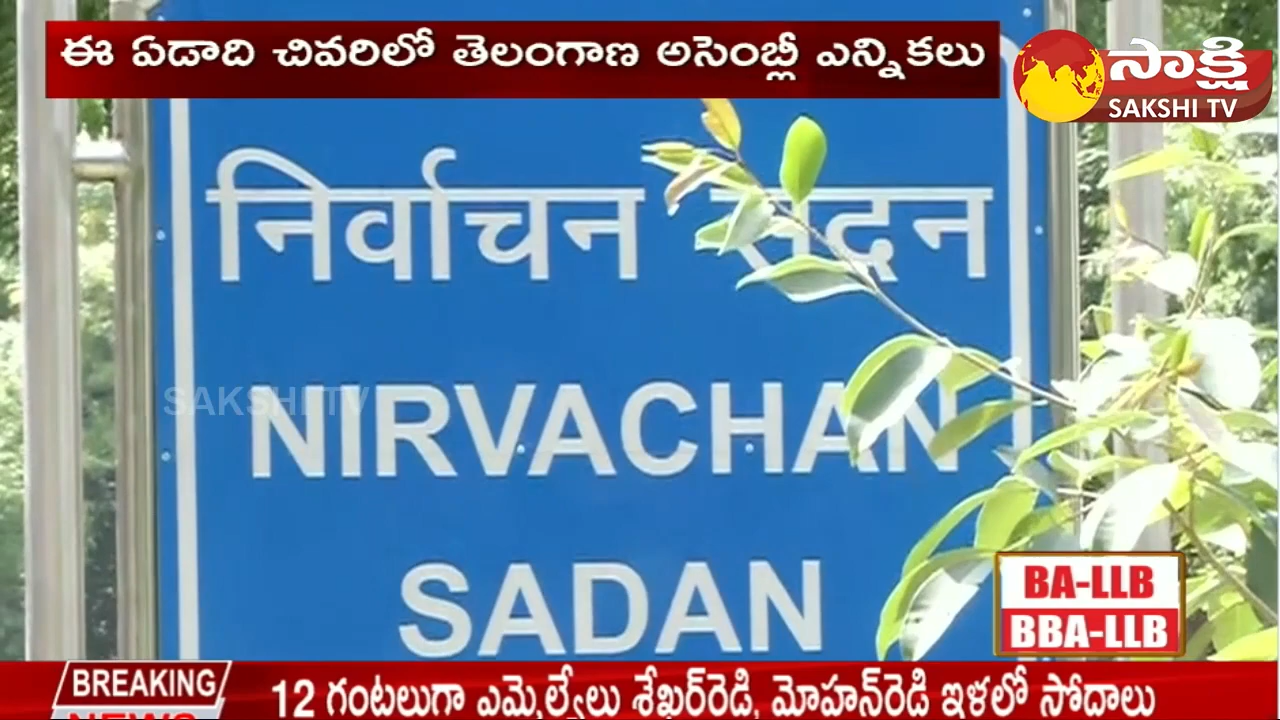 ఈ ఏడాది చివరిలో తెలంగాణ అసెంబ్లీ ఎన్నికలు
సాక్షి
SAKSHI TV
निर्वाचन सदन
SAKSHI TV
NIRVACHAN
SADAN
BA-LLB
BBA-LLB
BREAKING
NEWS
12 గంటలుగా ఎమ్మెల్యేలు శేఖర్‌రెడ్డి, మోహన్‌రెడ్డి ఇళ్లలో సోదాలు